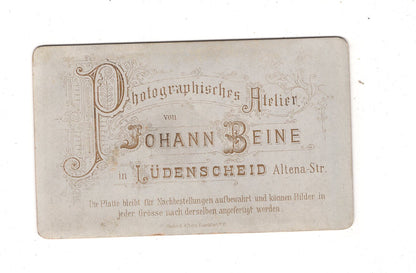 Photographisches Atelier
von
JOHANN BEINE
in LÜDENSCHEID Altena-Str.
Die Platte bleibt für Nachbestellungen aufbewahrt und können Bilder in
jeder Grösse nach derselben angefertigt werden.